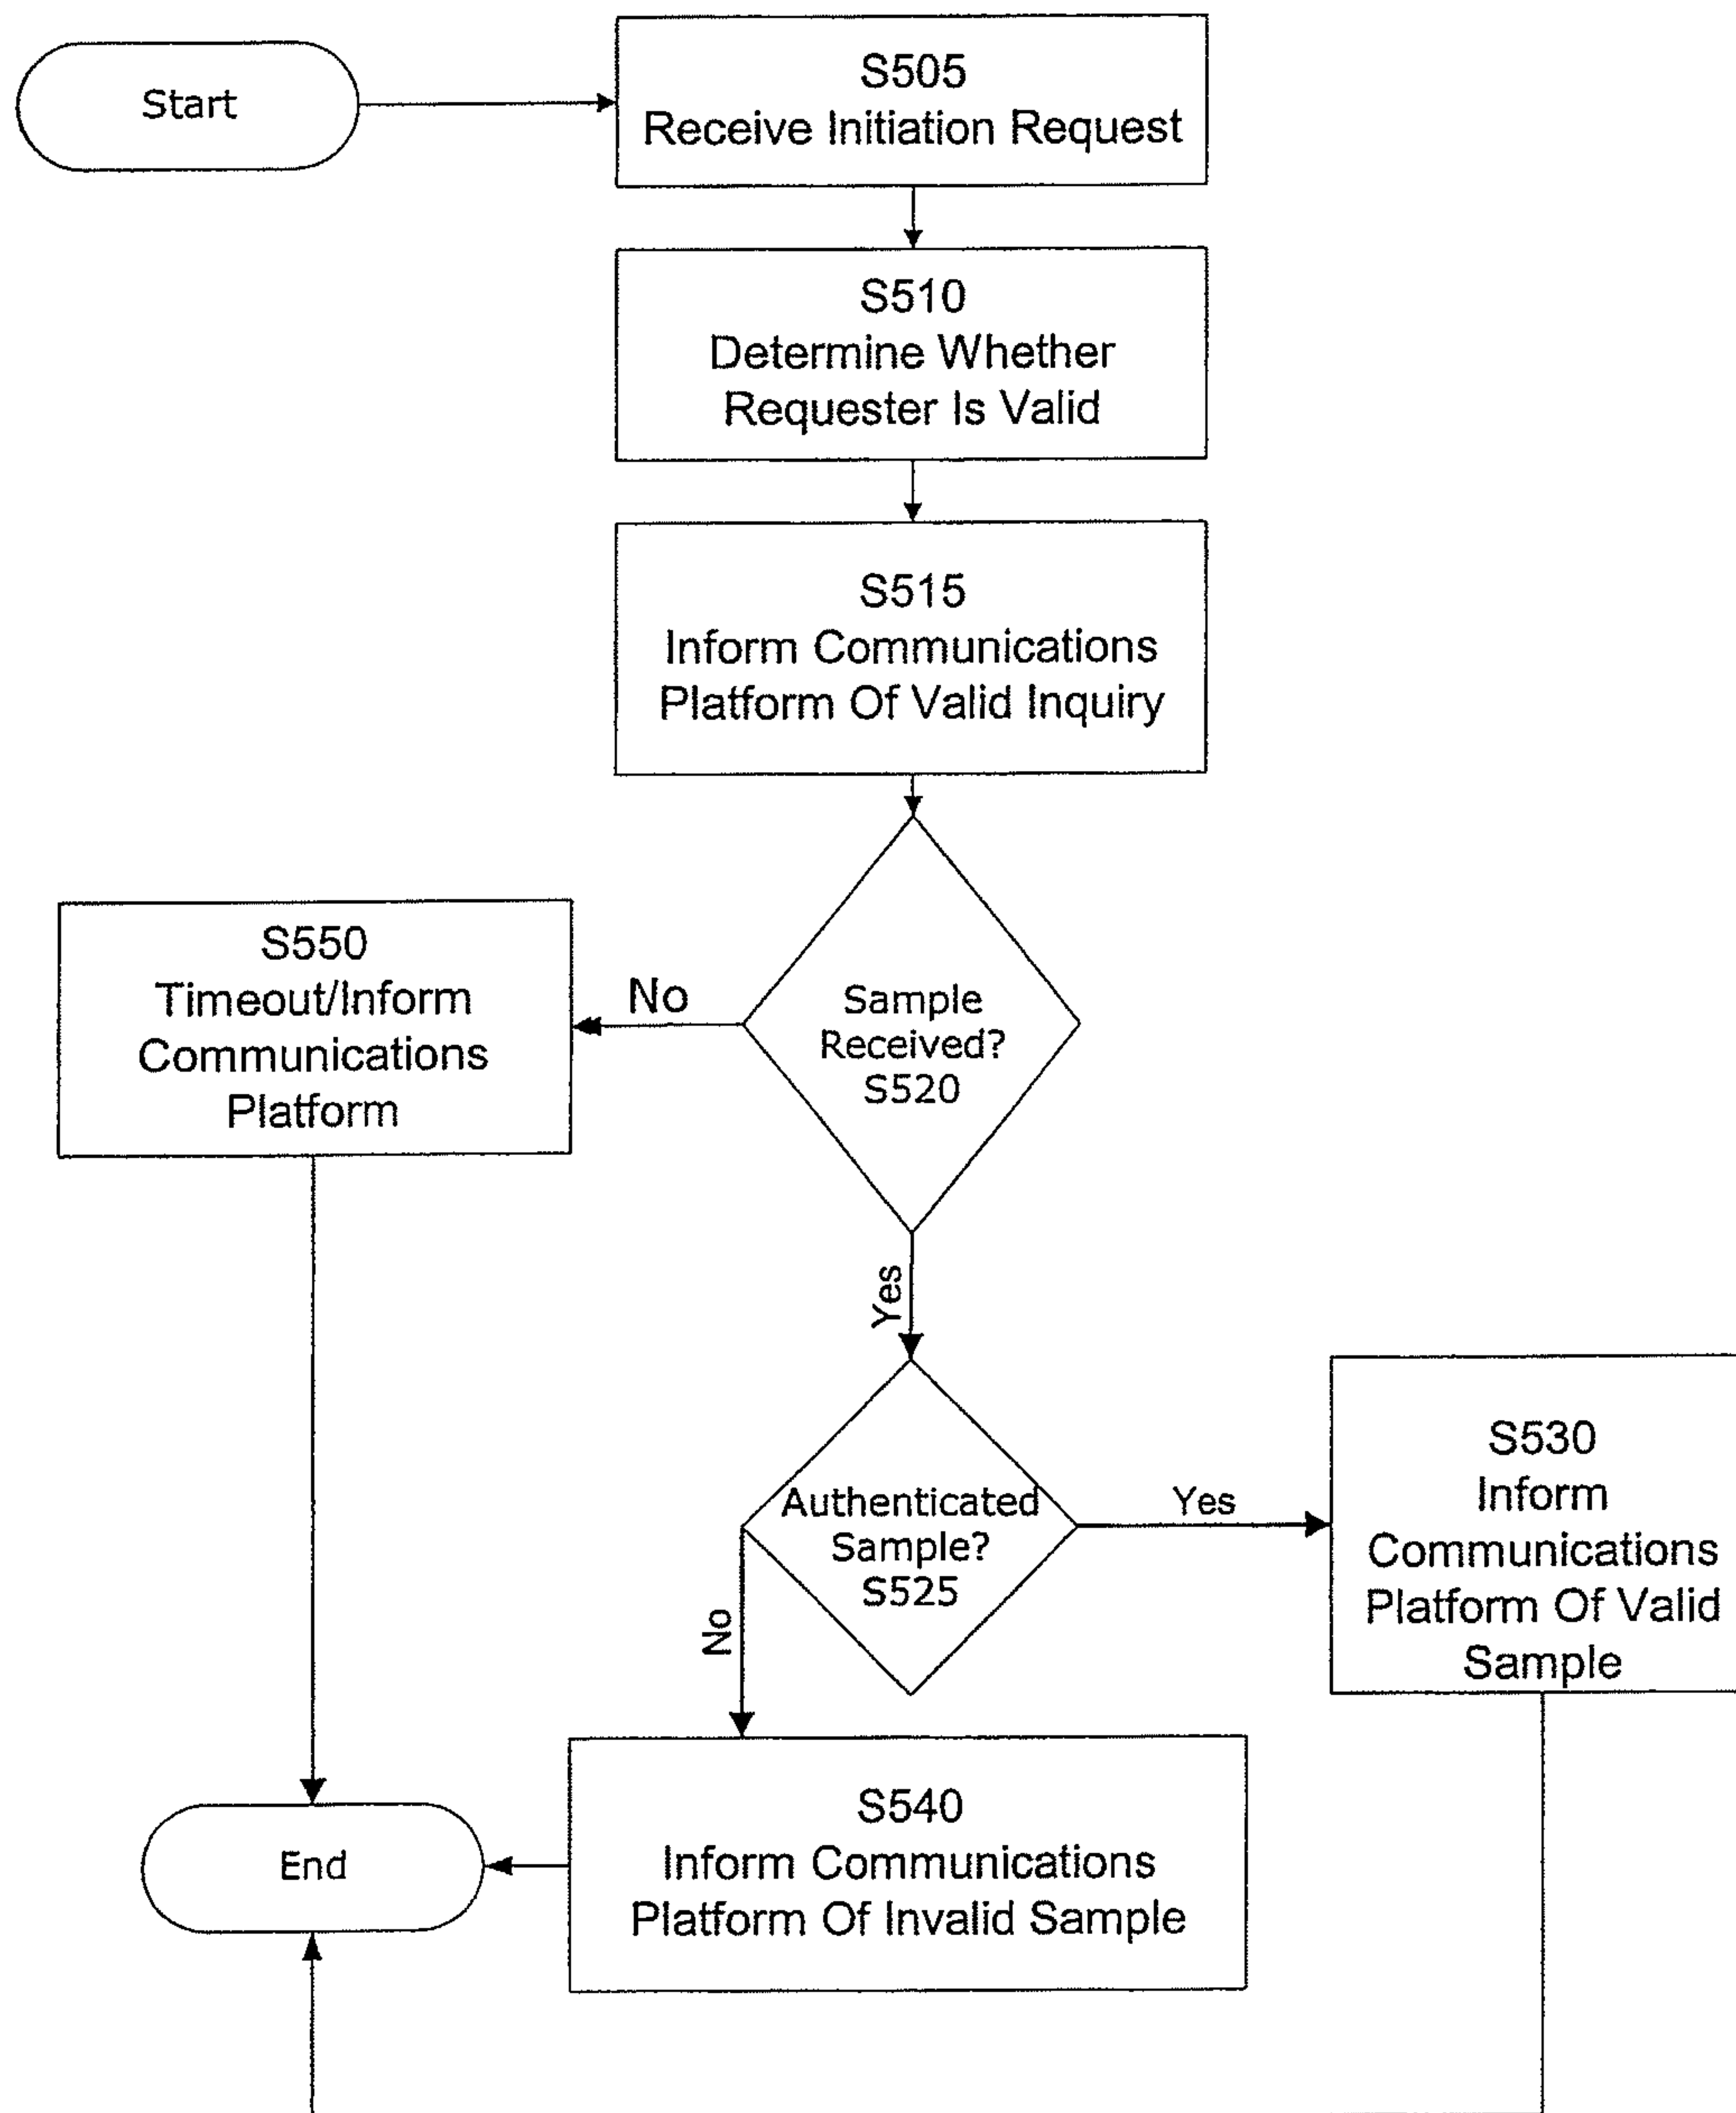 Start
S505
Receive Initiation Request
S510
Determine Whether
Requester Is Valid
S515
Inform Communications
Platform Of Valid Inquiry
S550
Timeout/Inform
Communications
Platform
No
Sample
Received?
S520
Yes
Authenticated
Sample?
S525
Yes
S530
Inform
Communications
Platform Of Valid
Sample
No
S540
Inform Communications
Platform Of Invalid Sample
End